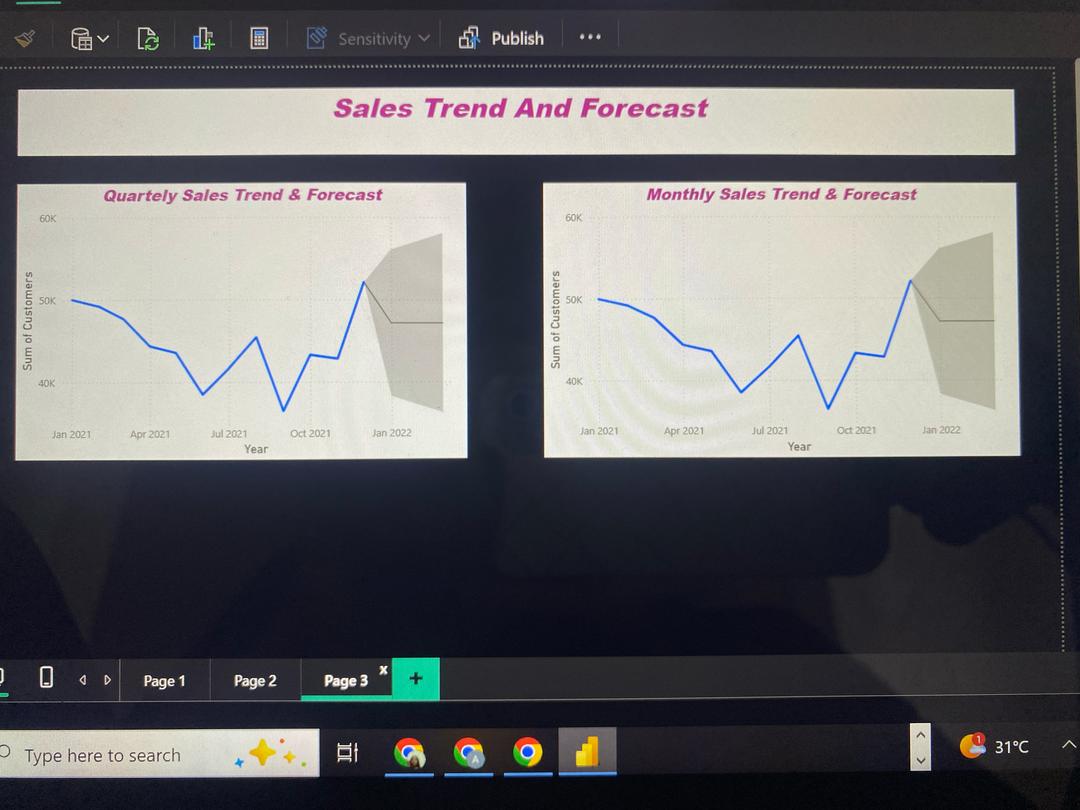 Sensitivity
Publish
Sales Trend And Forecast
Quartely Sales Trend & Forecast
60K
50K
40K
Sum of Customers
Jan 2021 Apr 2021 Jul 2021 Oct 2021 Jan 2022
Year
Monthly Sales Trend & Forecast
60K
50K
40K
Sum of Customers
Jan 2021 Apr 2021 Jul 2021 Oct 2021 Jan 2022
Year
Page 1 Page 2 Page 3 x +
Type here to search
A
1
31°C